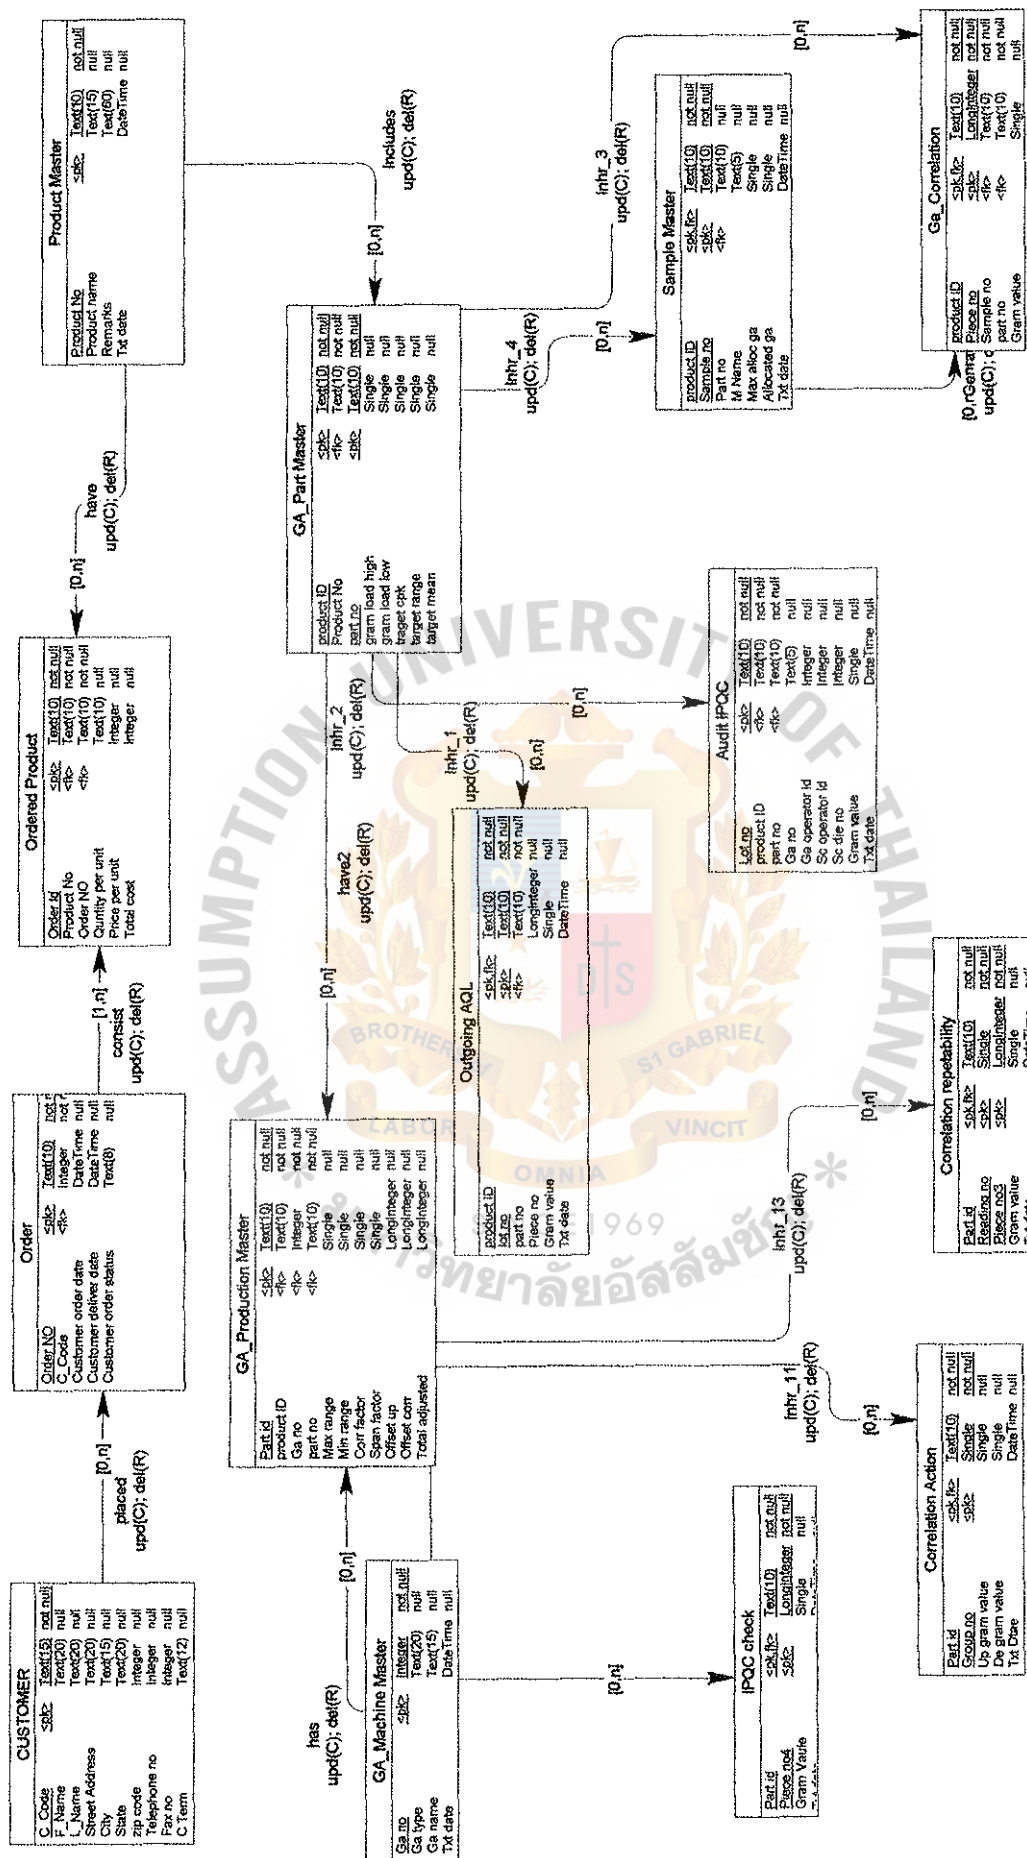 CUSTOMER
C_Code <pk> Text(15) not null
F_Name Text(20) null
L_Name Text(20) null
Street Address Text(20) null
City Text(15) null
State Text(20) null
zip code Integer null
Telephone no Integer null
Fax no Integer null
C Term Text(12) null
placed
upd(C); del(R)
[0,n]
Order
Order NO <pk> Text(10) not r
C_Code <fk> Integer not r
Customer order date DateTime null
Customer deliver date DateTime null
Customer order status Text(8) null
[1,n]
consist
upd(C); del(R)
Ordered Product
Order Id <pk> Text(10) not null
Product No <fk> Text(10) not null
Order NO <fk> Text(10) not null
Quntity per unit Text(10) null
Price per unit Integer null
Total cost Integer null
[0,n]
have
upd(C); del(R)
Product Master
Product No <pk> Text(10) not null
Product name Text(15) null
Remarks Text(60) null
Txt date DateTime null
Includes
upd(C); del(R)
[0,n]
GA_Machine Master
Ga no <pk> Integer not null
Ga type Text(20) null
Ga name Text(15) null
Txt date DateTime null
has
upd(C); del(R)
[0,n]
GA_Production Master
Part id <pk> Text(10) not null
product ID <fk> Text(10) not null
Ga no <fk> Integer not null
part no <fk> Text(10) not null
Max range Single null
Min range Single null
Corr factor Single null
Span factor Single null
Offset up LongInteger null
Offset corr LongInteger null
Total adjusted LongInteger null
[0,n]
have2
upd(C); del(R)
Inhr_2
upd(C); del(R)
GA_Part Master
product ID <pk> Text(10) not null
Product No <fk> Text(10) not null
part no <pk> Text(10) not null
gram load high Single null
gram load low Single null
traget cpk Single null
target range Single null
target mean Single null
Inhr_1
upd(C); del(R)
[0,n]
[0,n]
Inhr_4
upd(C); del(R)
[0,n]
Inhr_3
upd(C); del(R)
[0,n]
Outgoing AQL
product ID <pk,fk> Text(10) not null
lot no <pk> Text(10) not null
part no <fk> Text(10) not null
Piece no LongInteger null
Gram value Single null
Txt date DateTime null
Audit IPQC
Lot no <pk> Text(10) not null
product ID <fk> Text(10) not null
part no <fk> Text(10) not null
Ga no Text(5) null
Ga operator id Integer null
Sc operator id Integer null
Sc die no Integer null
Gram value Single null
Txt date DateTime null
Sample Master
product ID <pk,fk> Text(10) not null
Sample no <pk> Text(10) not null
Part no <fk> Text(10) null
M Name Text(5) null
Max alloc ga Single null
Allocated ga Single null
Txt date DateTime null
[0,rGenra
upd(C); c
Ga_Correlation
product ID <pk,fk> Text(10) not null
Piece no <pk> LongInteger not null
Sample no <fk> Text(10) not null
part no <fk> Text(10) not null
Gram value Single null
[0,n]
IPQC check
Part id <pk,fk> Text(10) not null
Piece no4 <pk> LongInteger not null
Gram Vaule Single null
Inhr_11
upd(C); del(R)
[0,n]
Correlation Action
Part id <pk,fk> Text(10) not null
Group no <pk> Single not null
Up gram value Single null
De gram value Single null
Txt Dtae DateTime null
Inhr_13
upd(C); del(R)
[0,n]
Correlation repetability
Part id <pk,fk> Text(10) not null
Reading no <pk> Single not null
Piece no3 <pk> LongInteger not null
Gram value Single null
ASSUMPTION UNIVERSITY OF THAILAND
BROTHER
ST GABRIEL
LABOR
OMNIA
VINCIT
D S
1969